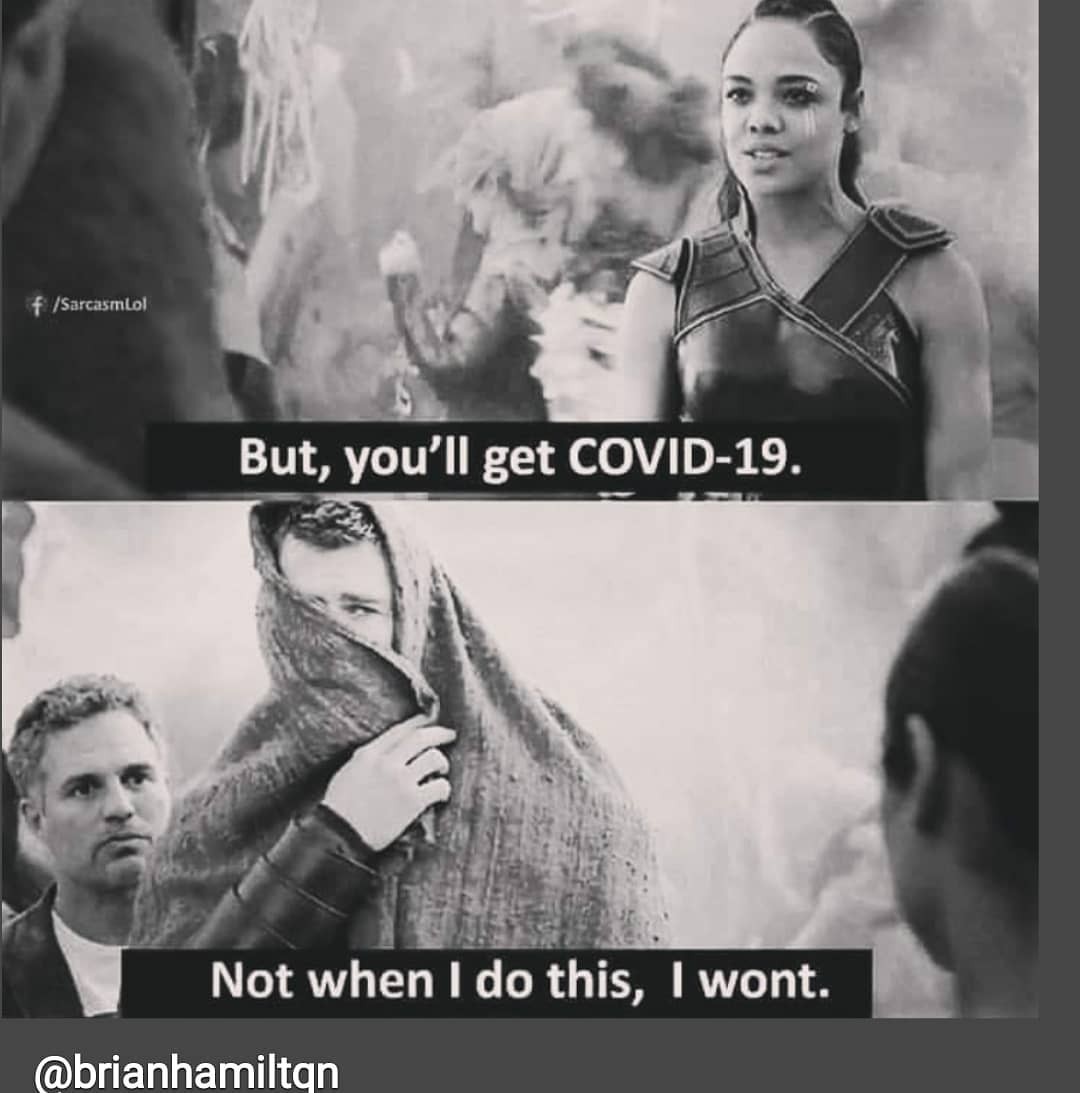 f /SarcasmLol
But, you'll get COVID-19.
Not when I do this, I wont.
@brianhamiltqn